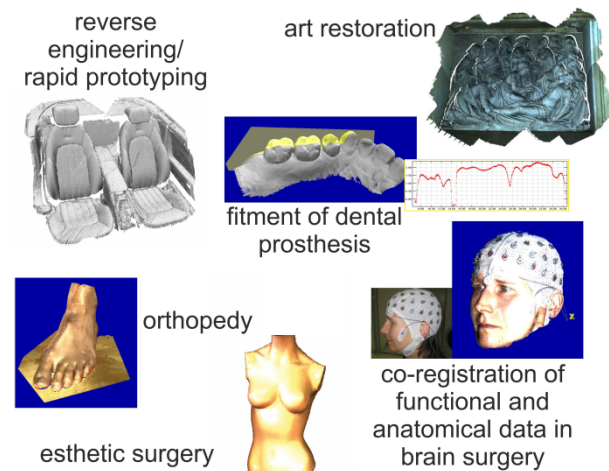 reverse
engineering/
rapid prototyping
art restoration
fitment of dental
prosthesis
orthopedy
esthetic surgery
co-registration of
functional and
anatomical data in
brain surgery
x